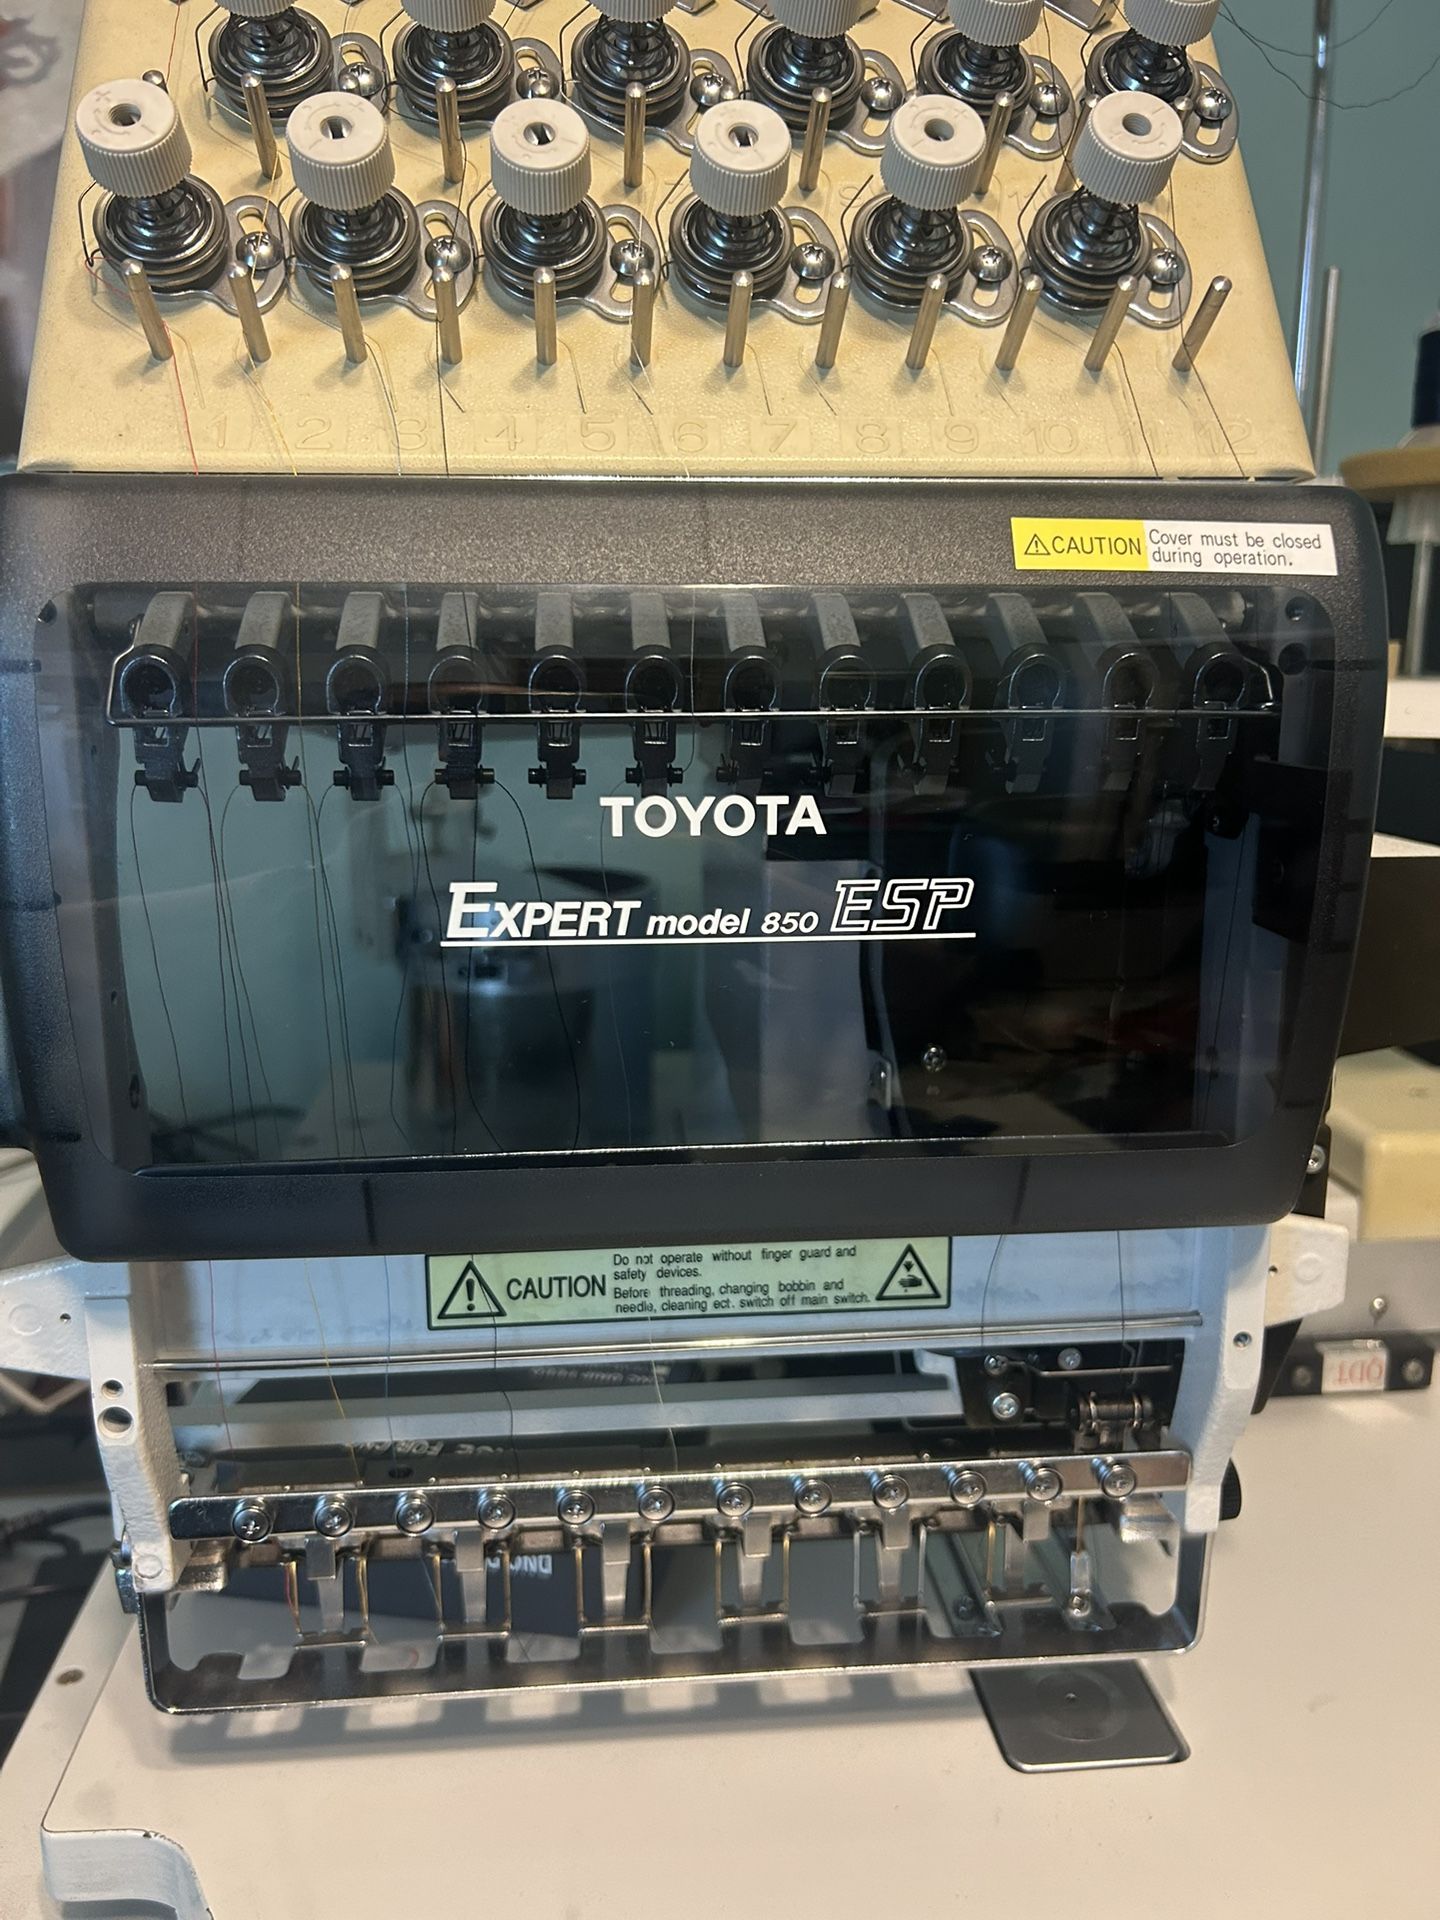 1 2 3 4 5 6 7 8 9 10 11 12
CAUTION Cover must be closed
during operation.
TOYOTA
EXPERT model 850 ESP
CAUTION
Do not operate without finger guard and
safety devices.
Before threading, changing bobbin and
needle, cleaning ect. switch off main switch.